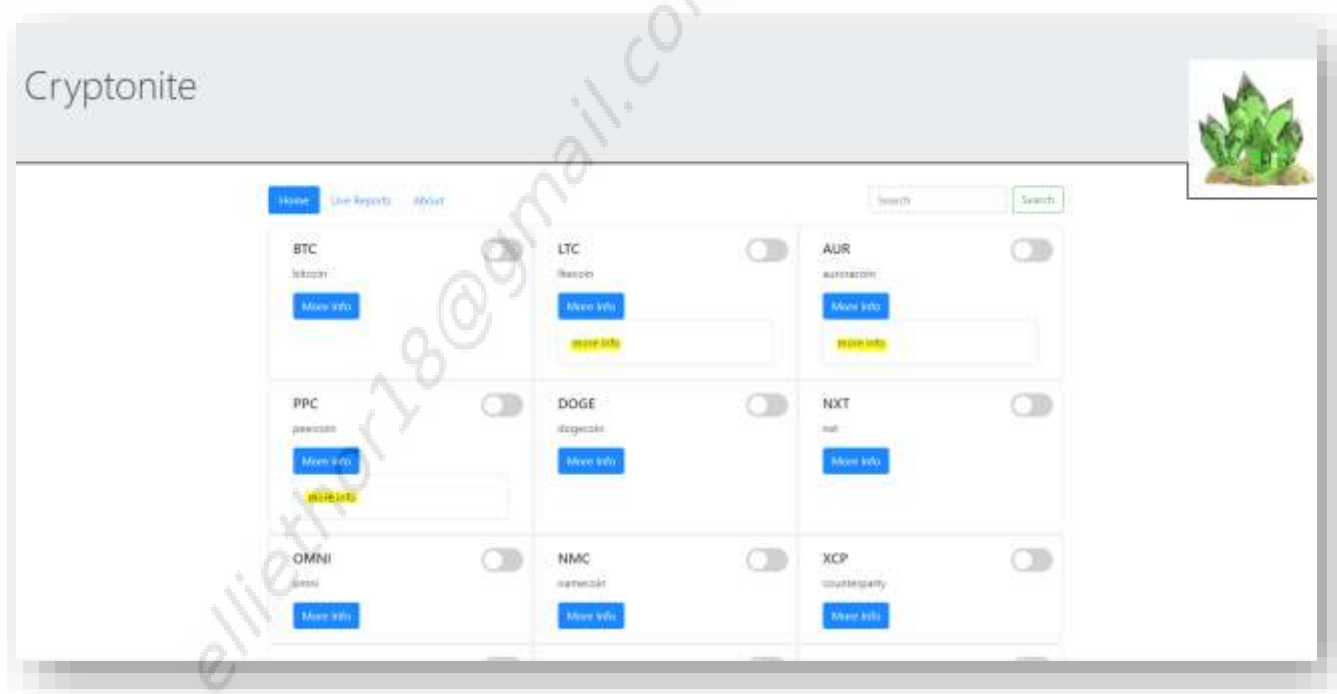 Cryptonite
Home Live Reports About Search Search
BTC
bitcoin
More Info
LTC
litecoin
More Info
more info
AUR
auroracoin
More Info
more info
PPC
peercoin
More Info
more info
DOGE
dogecoin
More Info
NXT
nxt
More Info
OMNI
omni
More Info
NMC
namecoin
More Info
XCP
counterparty
More Info
elliethor18@gmail.com